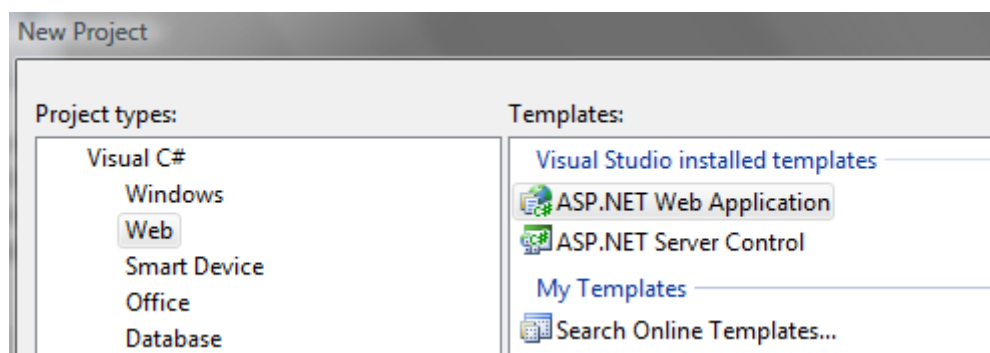 New Project
Project types:
Visual C#
Windows
Web
Smart Device
Office
Database
Templates:
Visual Studio installed templates
ASP.NET Web Application
ASP.NET Server Control
My Templates
Search Online Templates...